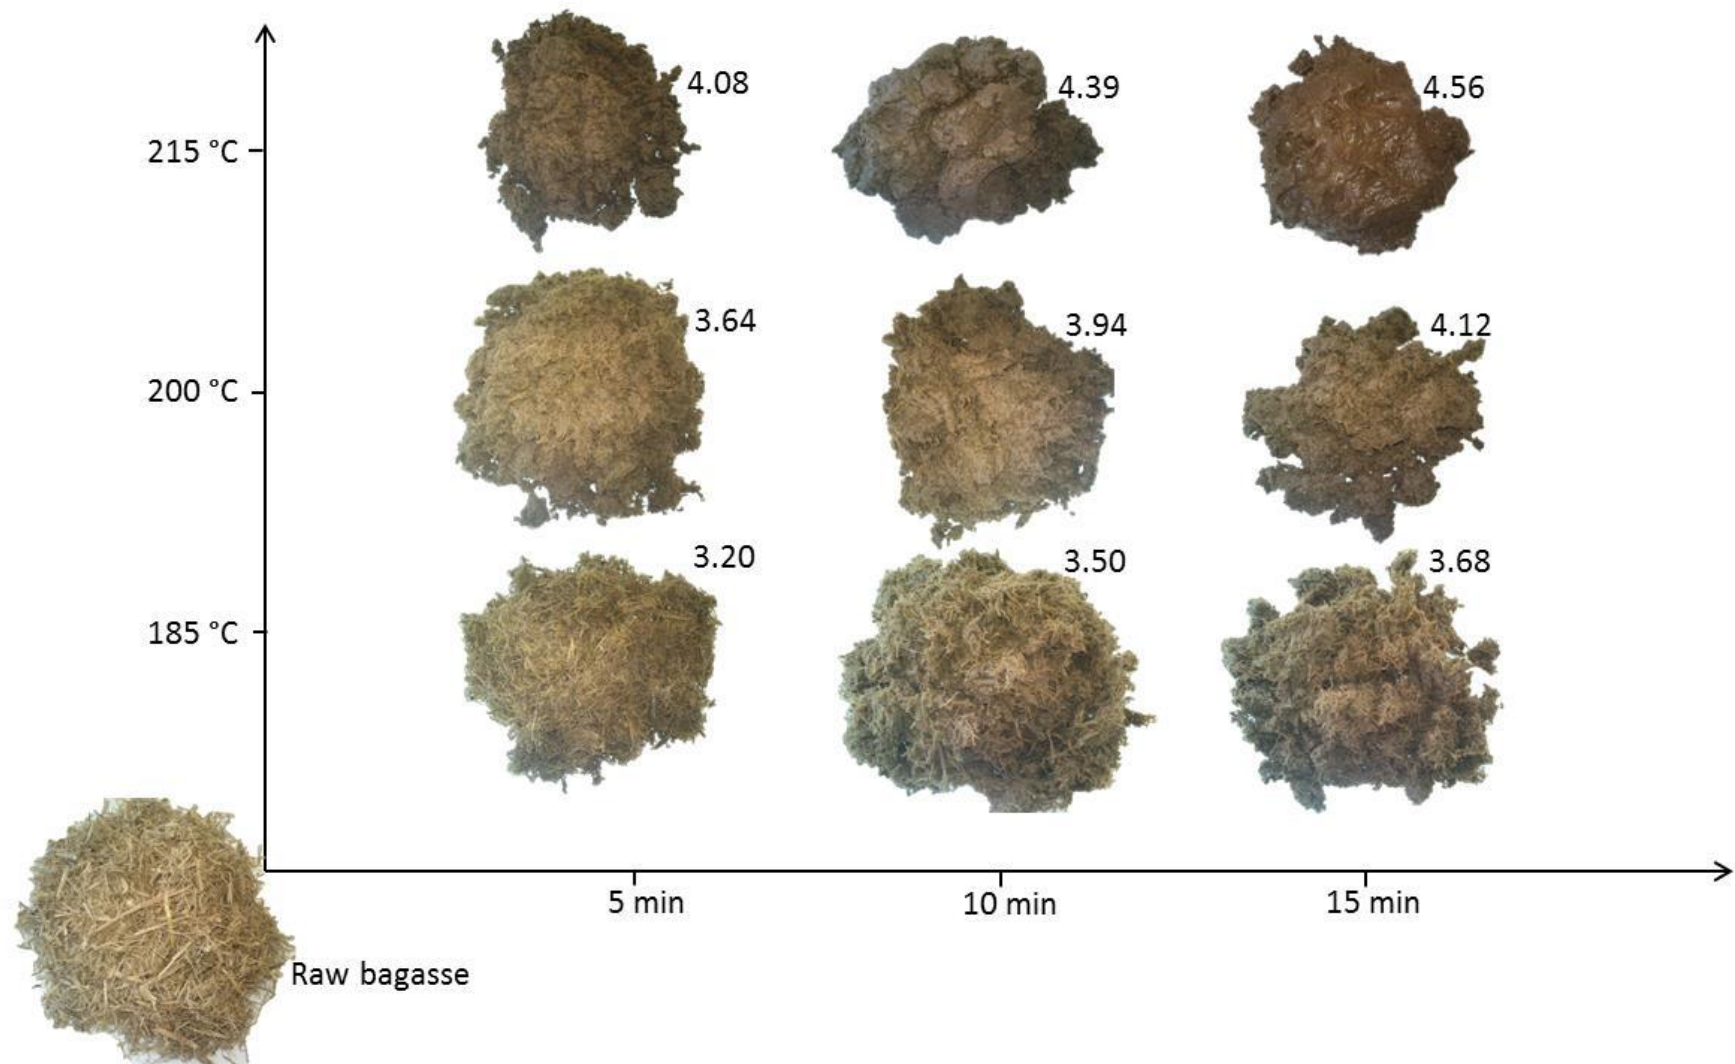 4.08
4.39
4.56
215 °C
3.64
3.94
4.12
200 °C
3.20
3.50
3.68
185 °C
5 min
10 min
15 min
Raw bagasse